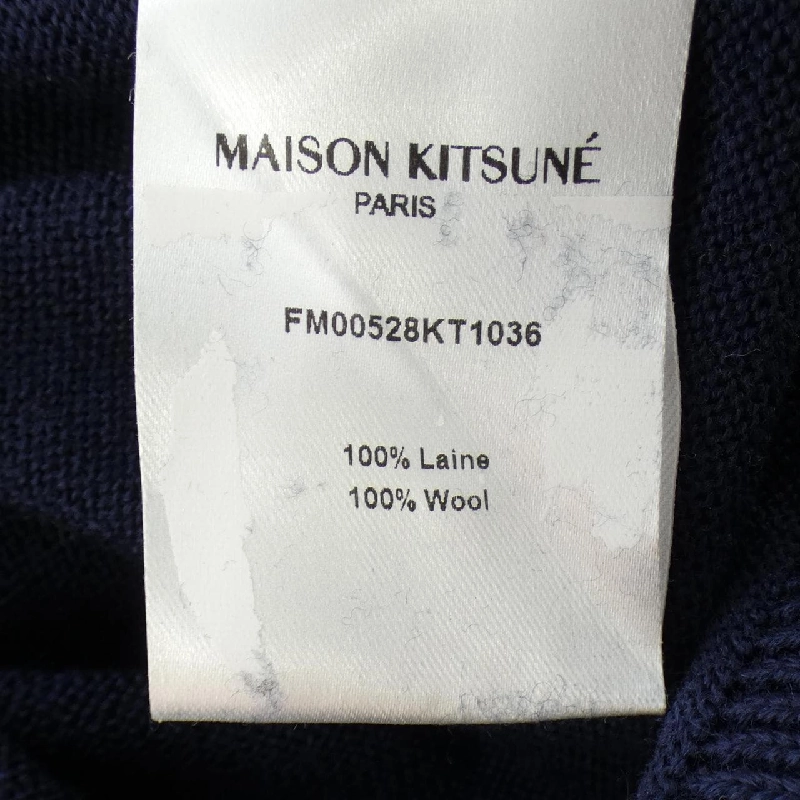 MAISON KITSUNÉ
PARIS
FM00528KT1036
100% Laine
100% Wool